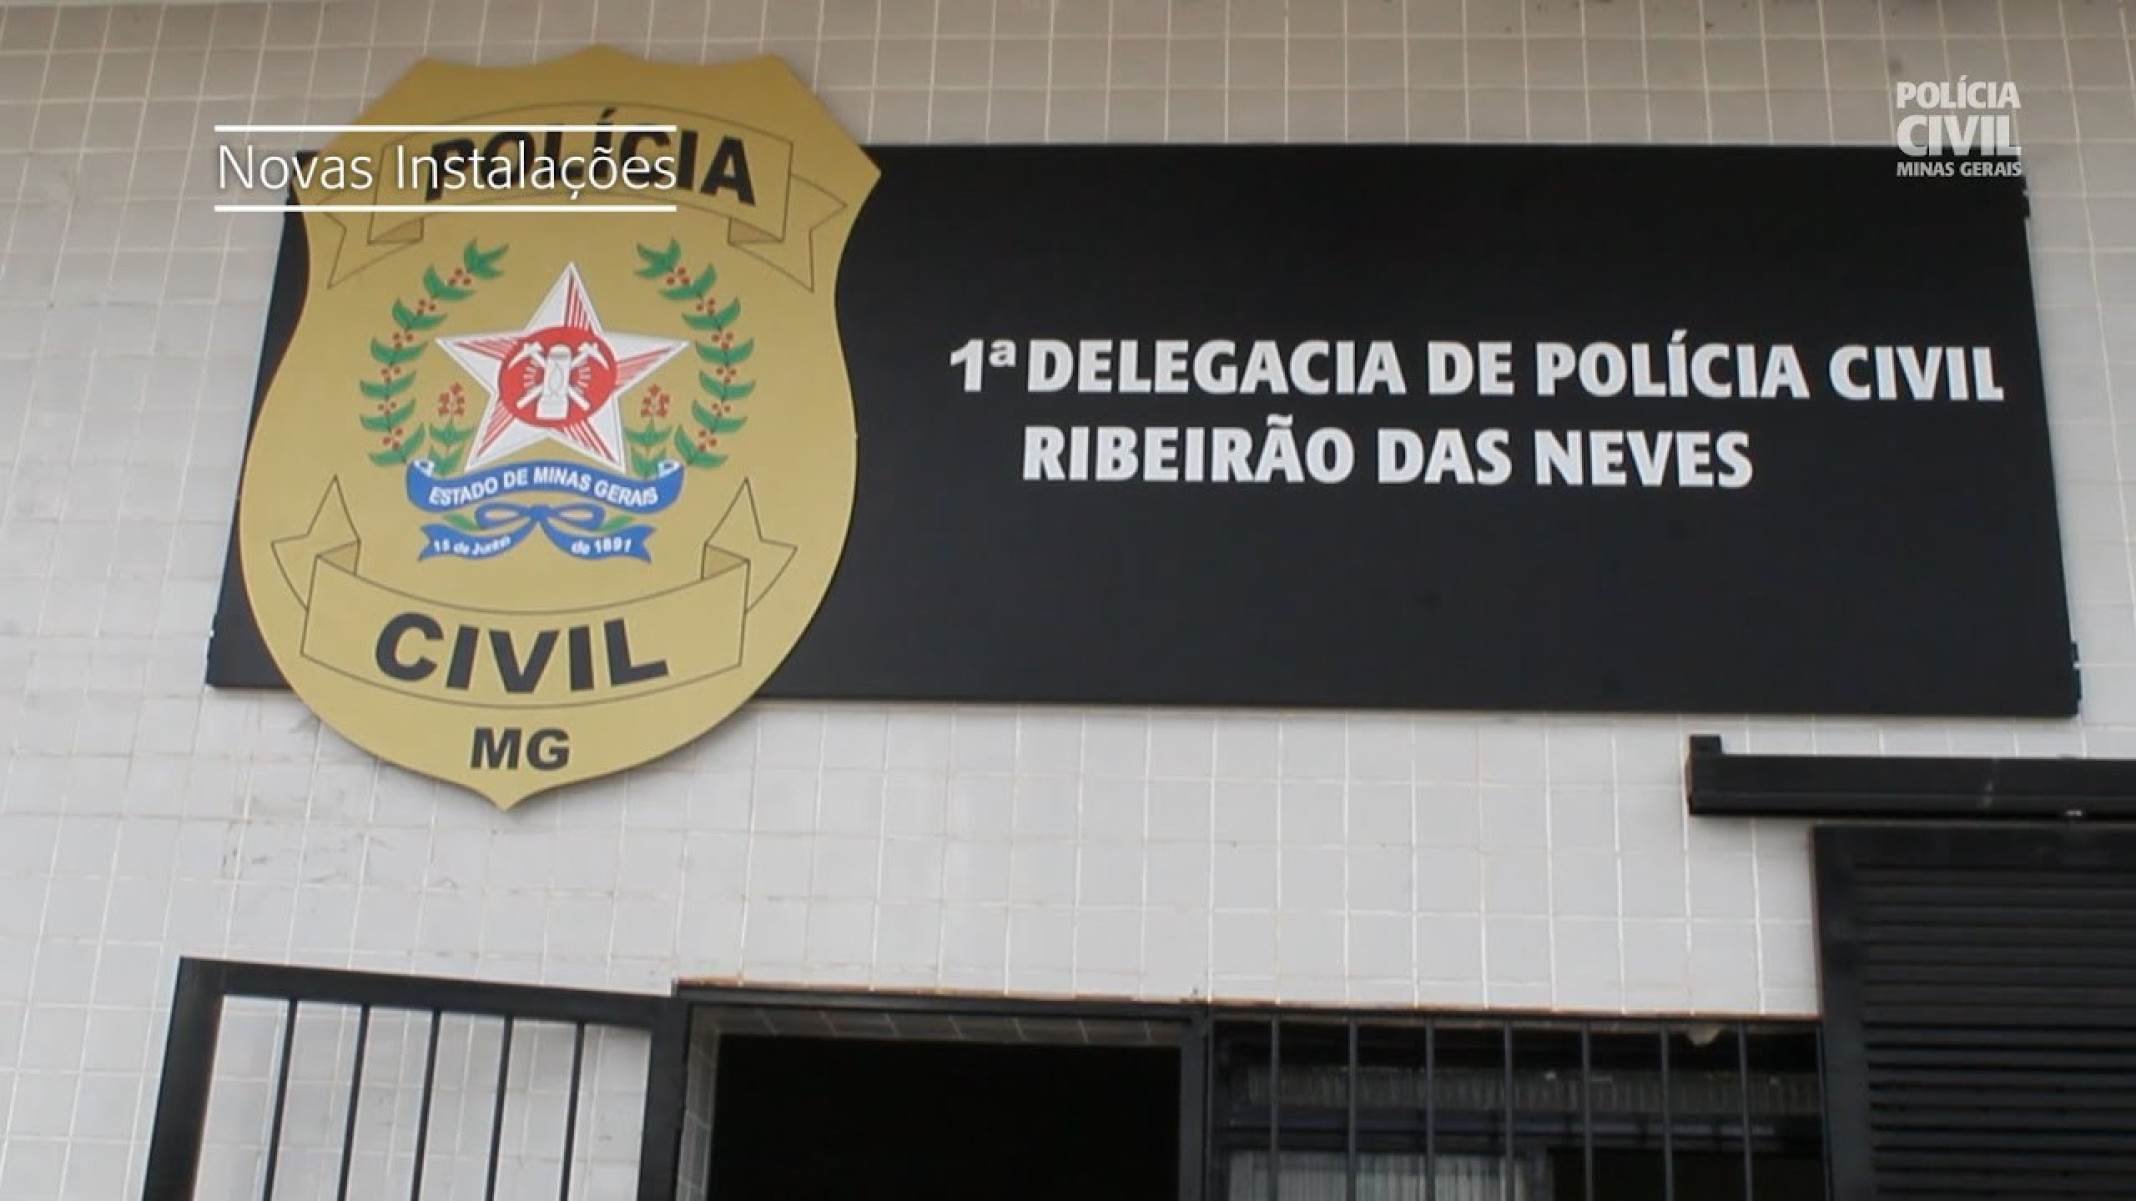 Novas Instalações
POLÍCIA
CIVIL
MINAS GERAIS
POLÍCIA
1ª DELEGACIA DE POLÍCIA CIVIL
RIBEIRÃO DAS NEVES
ESTADO DE MINAS GERAIS
15 de Junho de 1891
CIVIL
MG